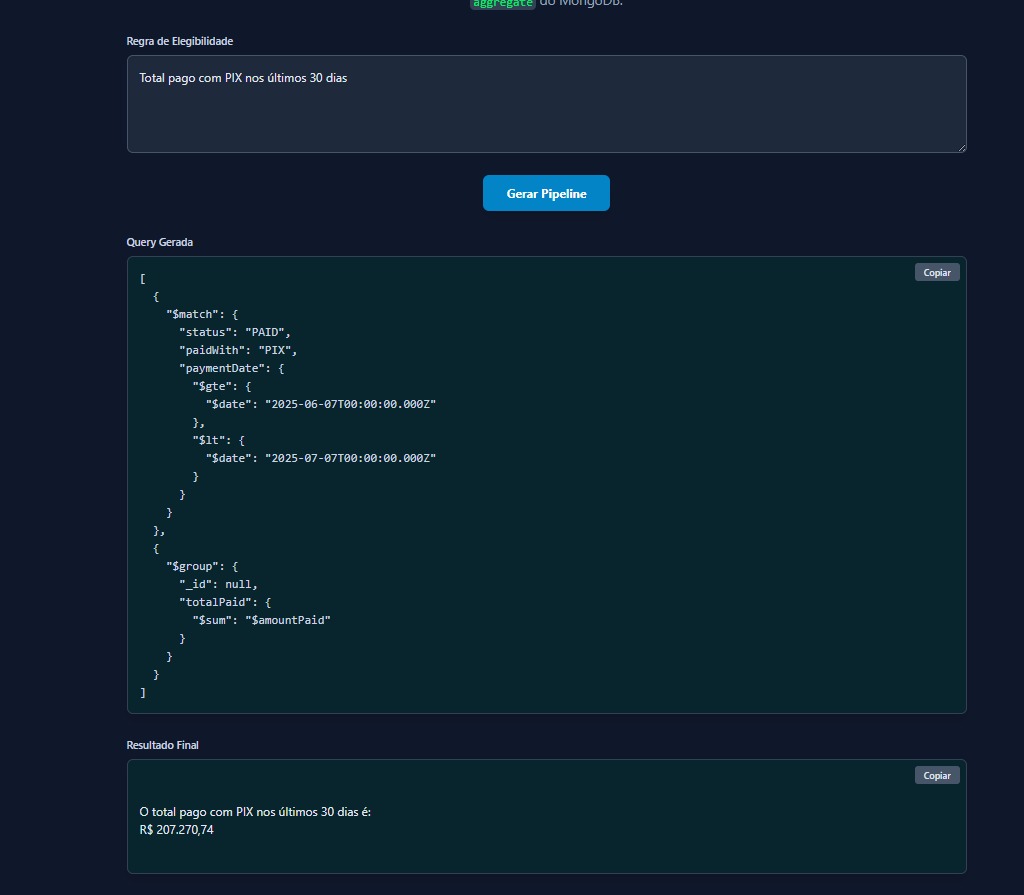 aggregate do MongoDB.
Regra de Elegibilidade
Total pago com PIX nos últimos 30 dias
Gerar Pipeline
Query Gerada
Copiar
[
  {
    "$match": {
      "status": "PAID",
      "paidWith": "PIX",
      "paymentDate": {
        "$gte": {
          "$date": "2025-06-07T00:00:00.000Z"
        },
        "$lt": {
          "$date": "2025-07-07T00:00:00.000Z"
        }
      }
    }
  },
  {
    "$group": {
      "_id": null,
      "totalPaid": {
        "$sum": "$amountPaid"
      }
    }
  }
]
Resultado Final
Copiar
O total pago com PIX nos últimos 30 dias é:
R$ 207.270,74